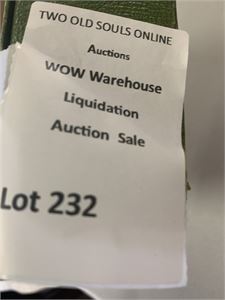 TWO OLD SOULS ONLINE
Auctions
WOW Warehouse
Liquidation
Auction Sale
Lot 232